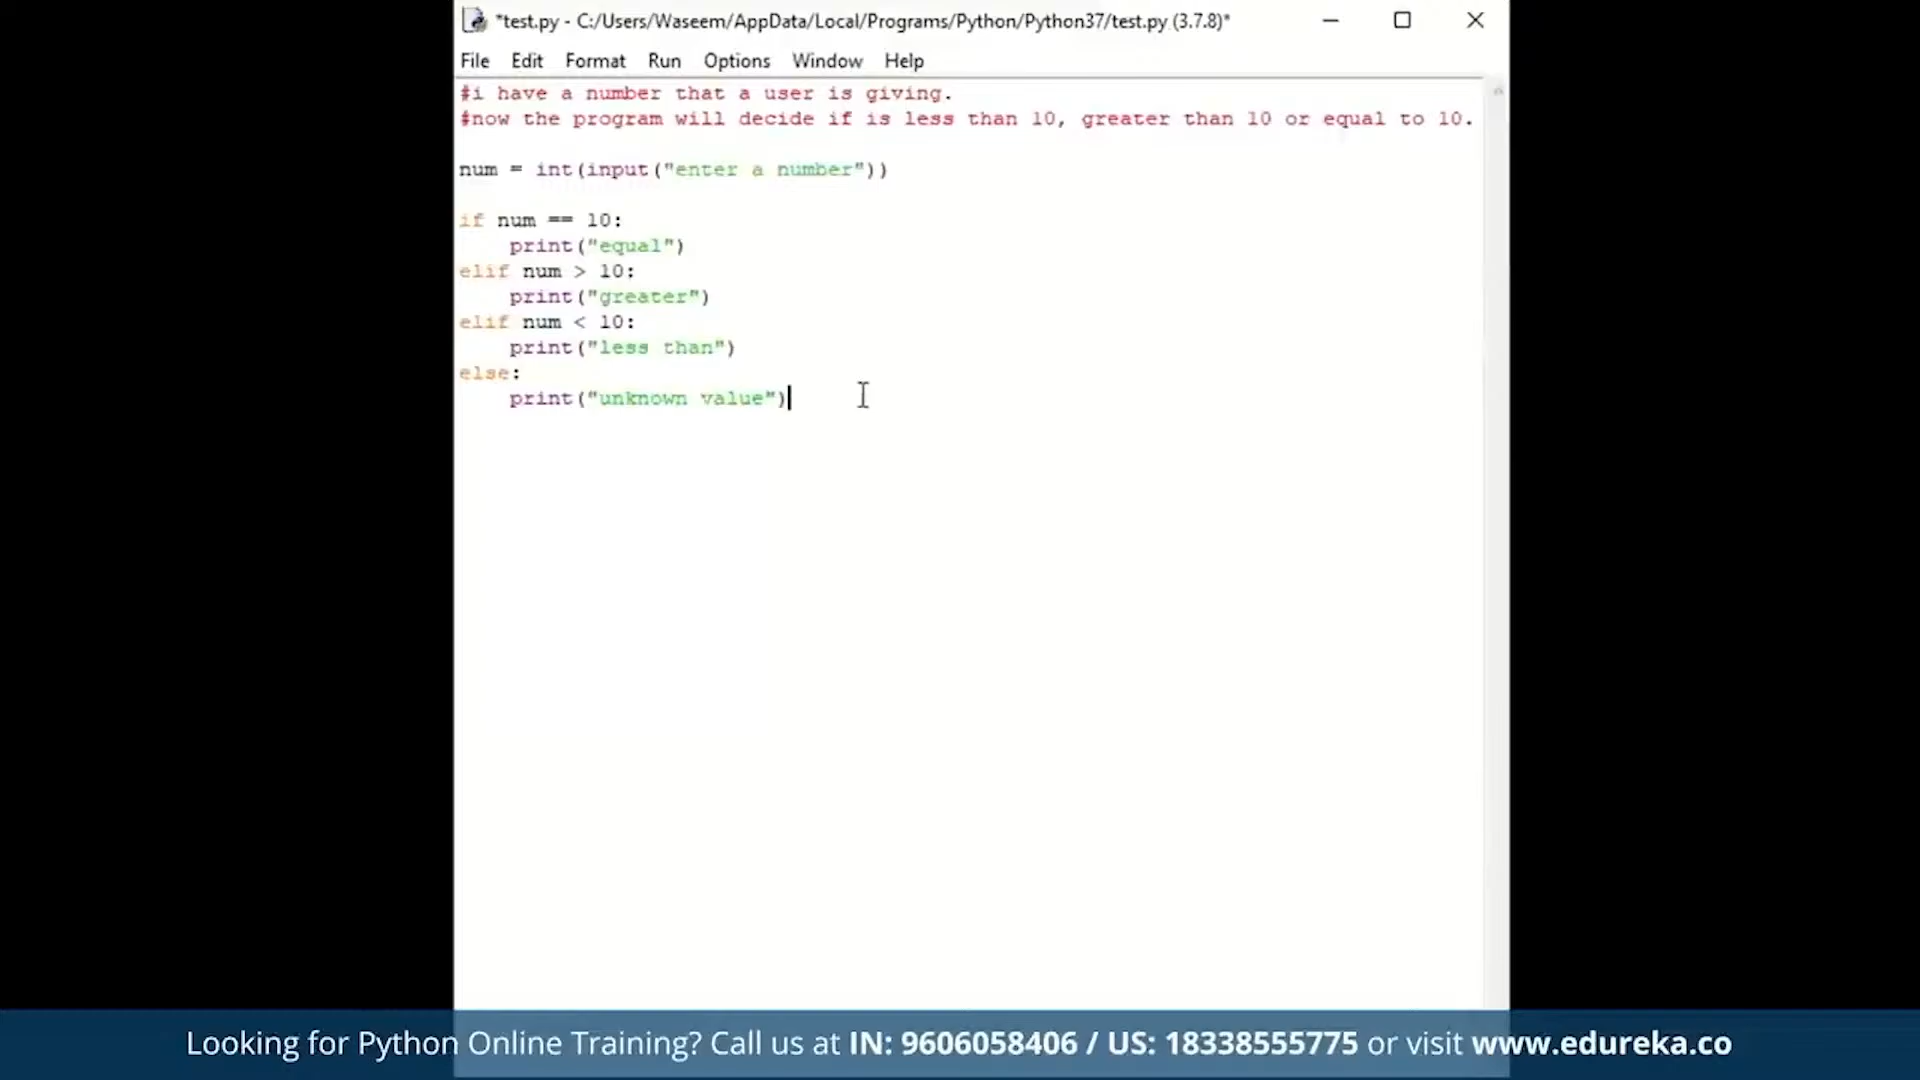 *test.py - C:/Users/Waseem/AppData/Local/Programs/Python/Python37/test.py (3.7.8)*
File Edit Format Run Options Window Help
#i have a number that a user is giving.
#now the program will decide if is less than 10, greater than 10 or equal to 10.
num = int(input("enter a number"))
if num == 10:
    print("equal")
elif num > 10:
    print("greater")
elif num < 10:
    print("less than")
else:
    print("unknown value")
Looking for Python Online Training? Call us at IN: 9606058406 / US: 18338555775 or visit www.edureka.co